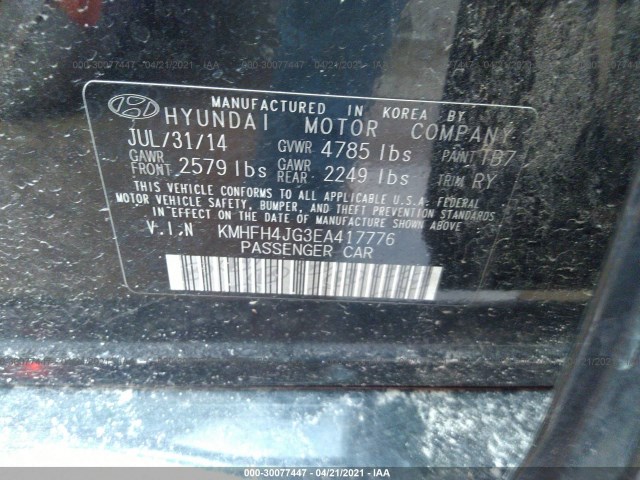 MANUFACTURED IN KOREA BY
HYUNDAI MOTOR COMPANY
JUL/31/14 GVWR 4785 lbs PAINT TB7
GAWR FRONT 2579 lbs GAWR REAR 2249 lbs TRIM RY
THIS VEHICLE CONFORMS TO ALL APPLICABLE U.S.A. FEDERAL
MOTOR VEHICLE SAFETY, BUMPER, AND THEFT PREVENTION STANDARDS
IN EFFECT ON THE DATE OF MANUFACTURE SHOWN ABOVE.
V.I.N KMHFH4JG3EA417776
PASSENGER CAR
000-30077447 - 04/21/2021 - IAA